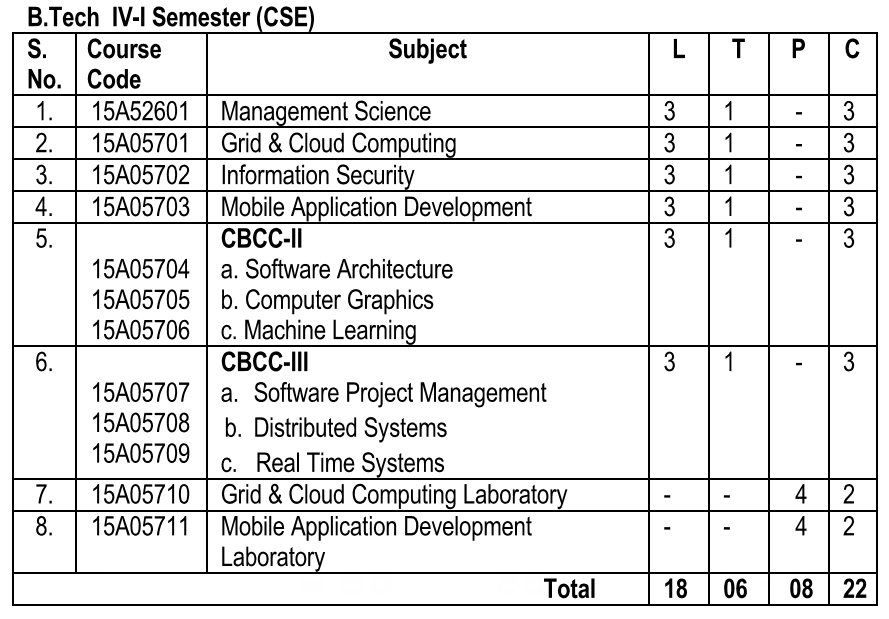 B.Tech IV-I Semester (CSE)
S. No. Course Code Subject L T P C
1. 15A52601 Management Science 3 1 - 3
2. 15A05701 Grid & Cloud Computing 3 1 - 3
3. 15A05702 Information Security 3 1 - 3
4. 15A05703 Mobile Application Development 3 1 - 3
5. CBCC-II 3 1 - 3
15A05704 a. Software Architecture
15A05705 b. Computer Graphics
15A05706 c. Machine Learning
6. CBCC-III 3 1 - 3
15A05707 a. Software Project Management
15A05708 b. Distributed Systems
15A05709 c. Real Time Systems
7. 15A05710 Grid & Cloud Computing Laboratory - - 4 2
8. 15A05711 Mobile Application Development - - 4 2
Laboratory
Total 18 06 08 22